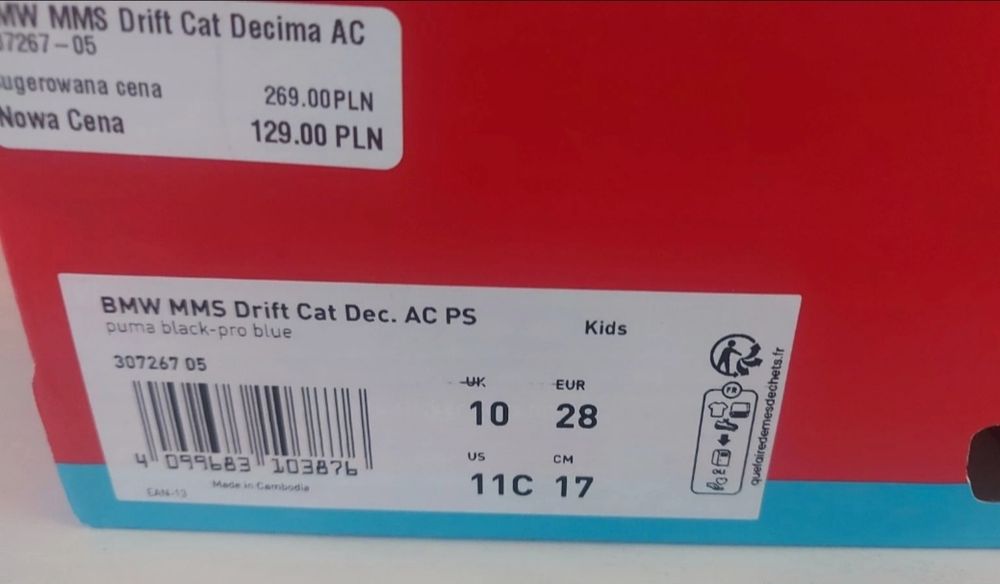 MW MMS Drift Cat Decima AC
07267-05
ugerowana cena 269.00PLN
Nowa Cena 129.00 PLN
BMW MMS Drift Cat Dec. AC PS
puma black-pro blue
Kids
307267 05
UK EUR
10 28
US CM
11C 17
4 099683 103876
EAN-13
Made in Cambodia
FR
quefairedemesdechets.fr